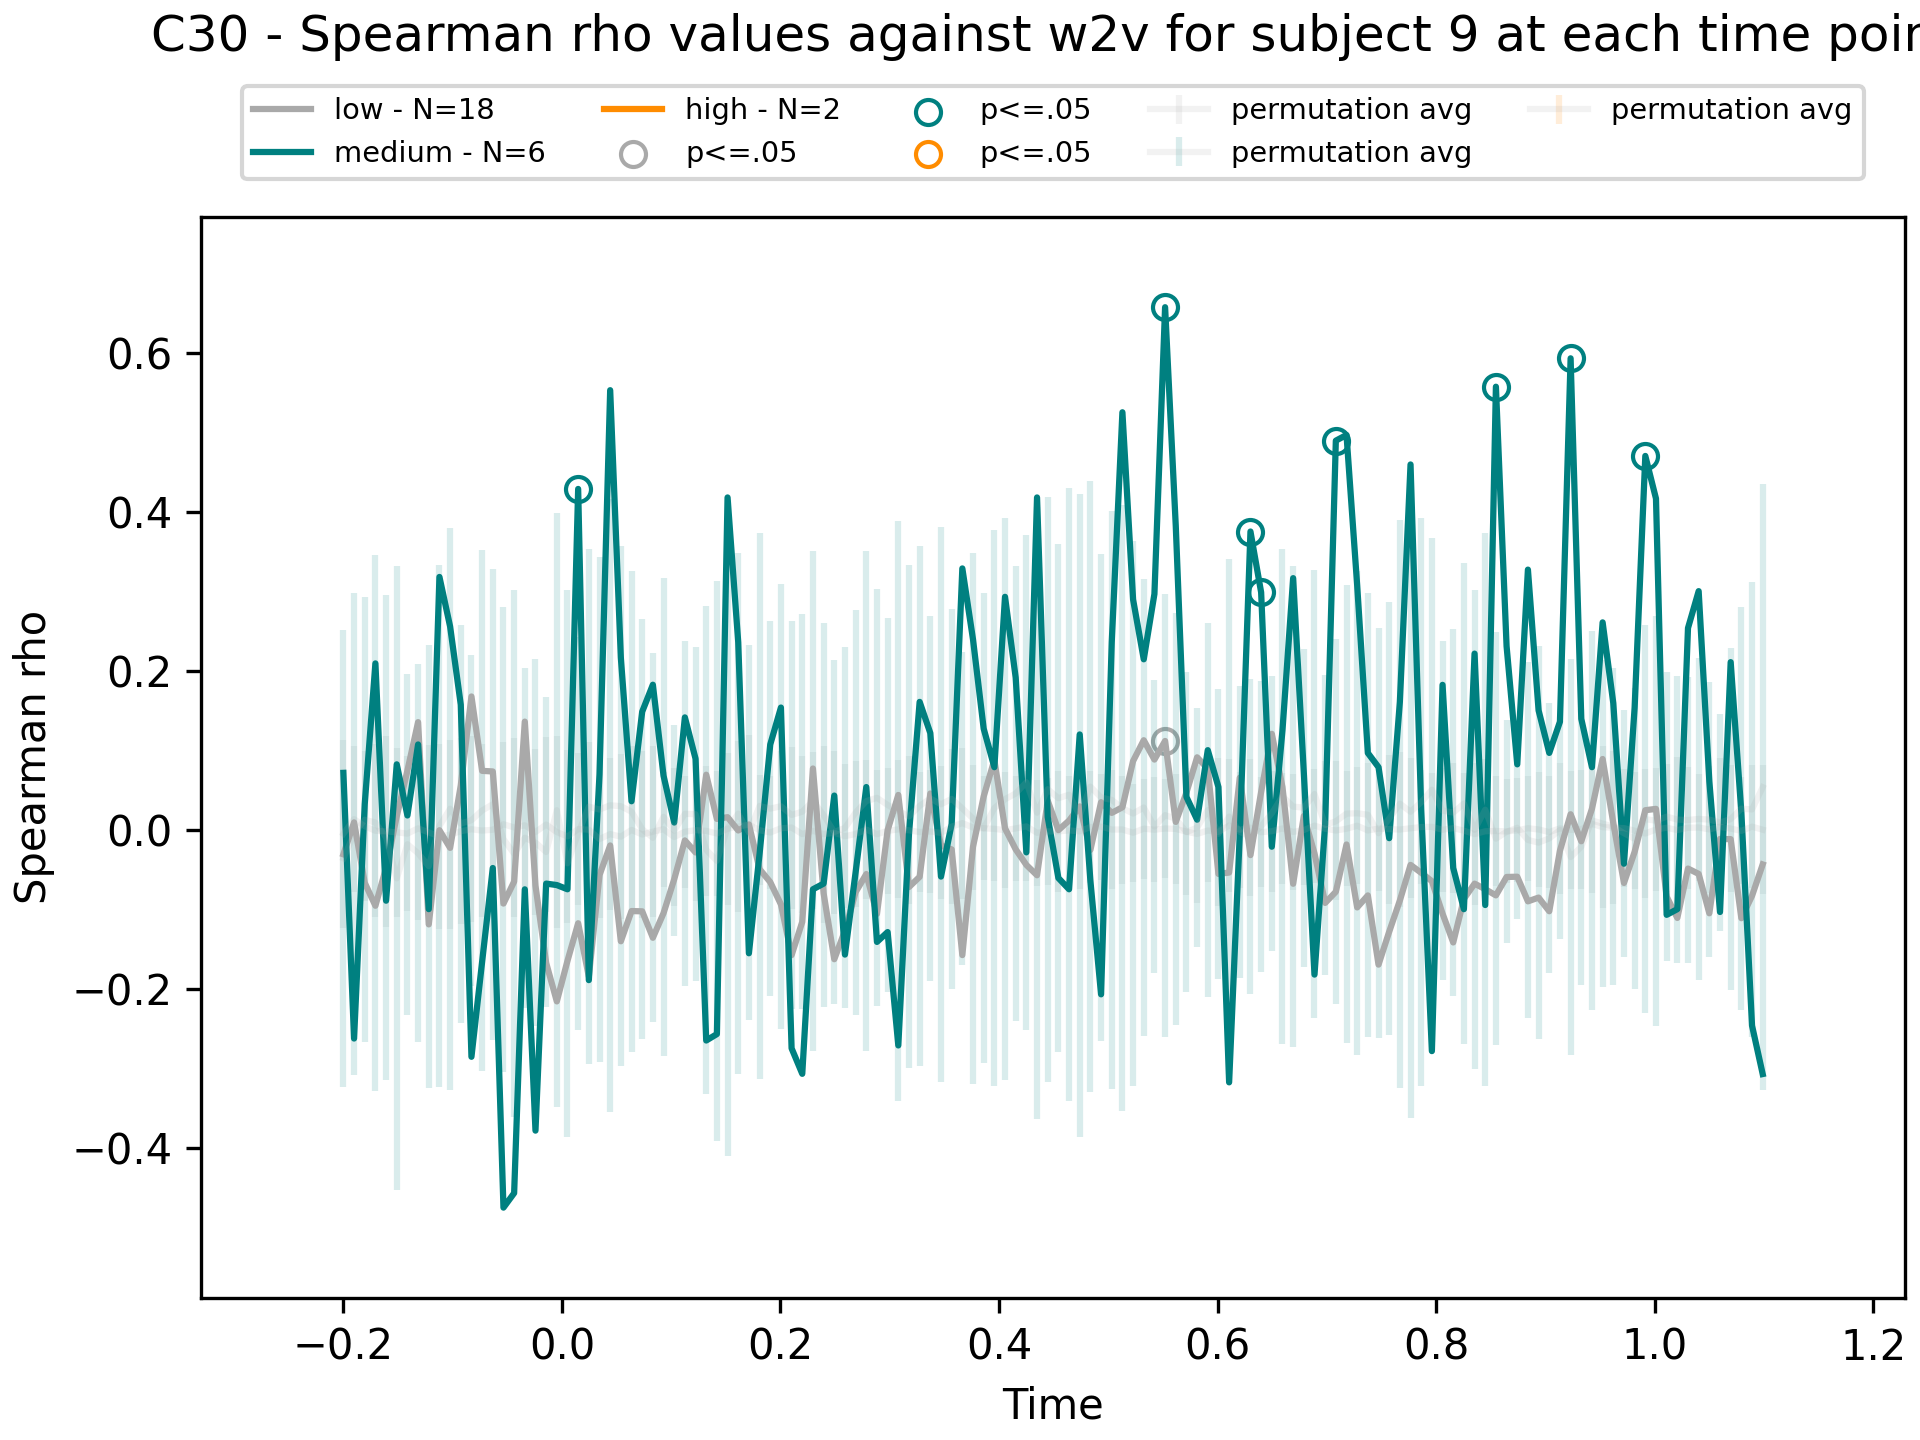 C30 - Spearman rho values against w2v for subject 9 at each time poin
low - N=18 high - N=2 p<=.05 permutation avg permutation avg
medium - N=6 p<=.05 p<=.05 permutation avg
Spearman rho
0.6
0.4
0.2
0.0
−0.2
−0.4
−0.2 0.0 0.2 0.4 0.6 0.8 1.0 1.2
Time